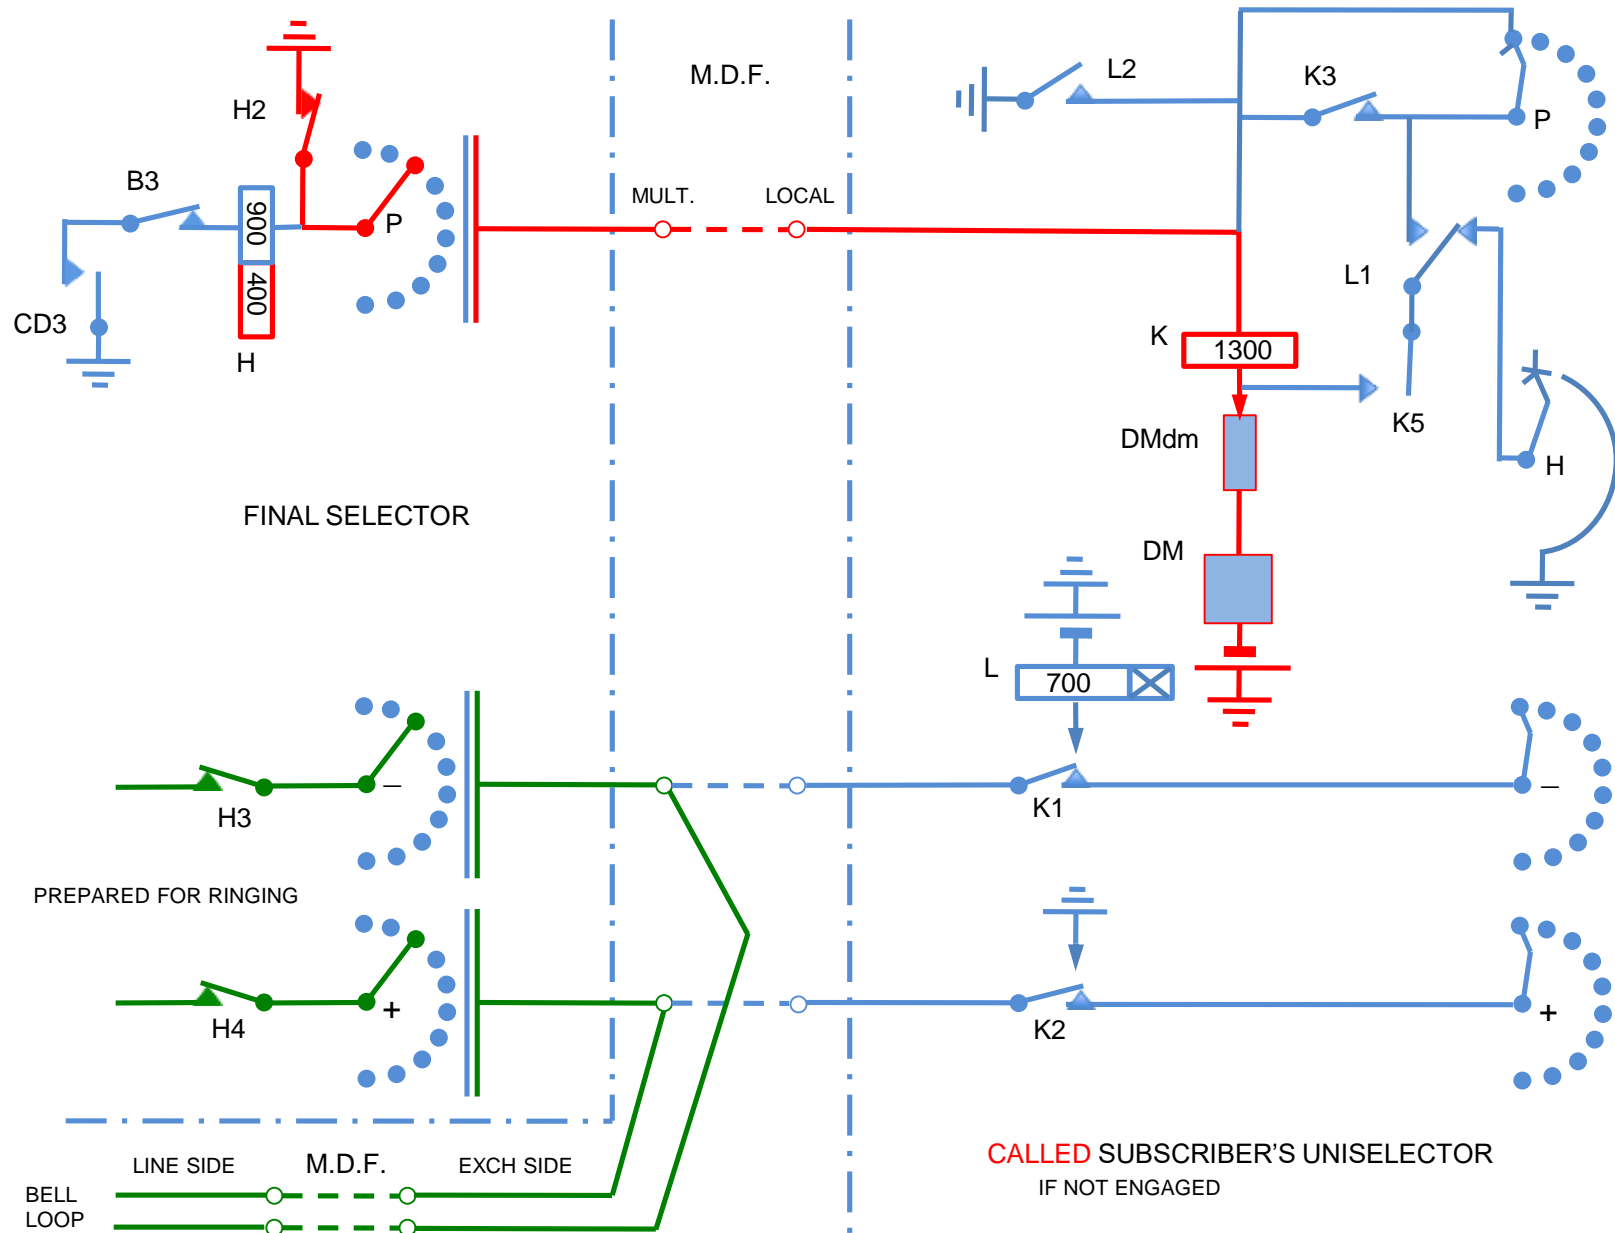 M.D.F.
L2
K3
H2
P
B3
MULT.
LOCAL
900
P
400
L1
CD3
H
K
1300
K5
DMdm
H
FINAL SELECTOR
DM
L
700
–
–
H3
K1
PREPARED FOR RINGING
+
+
H4
K2
CALLED SUBSCRIBER'S UNISELECTOR
IF NOT ENGAGED
LINE SIDE
M.D.F.
EXCH SIDE
BELL
LOOP